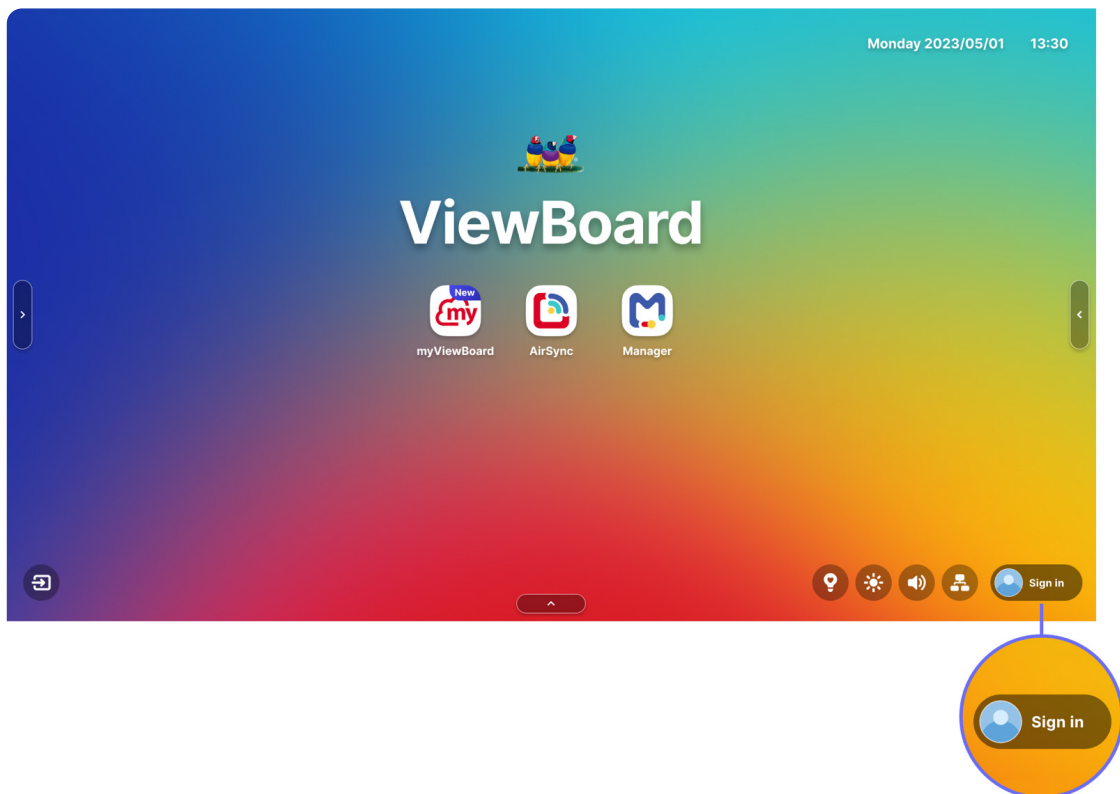 Monday 2023/05/01 13:30
ViewBoard
New
my
myViewBoard AirSync Manager
Sign in
Sign in